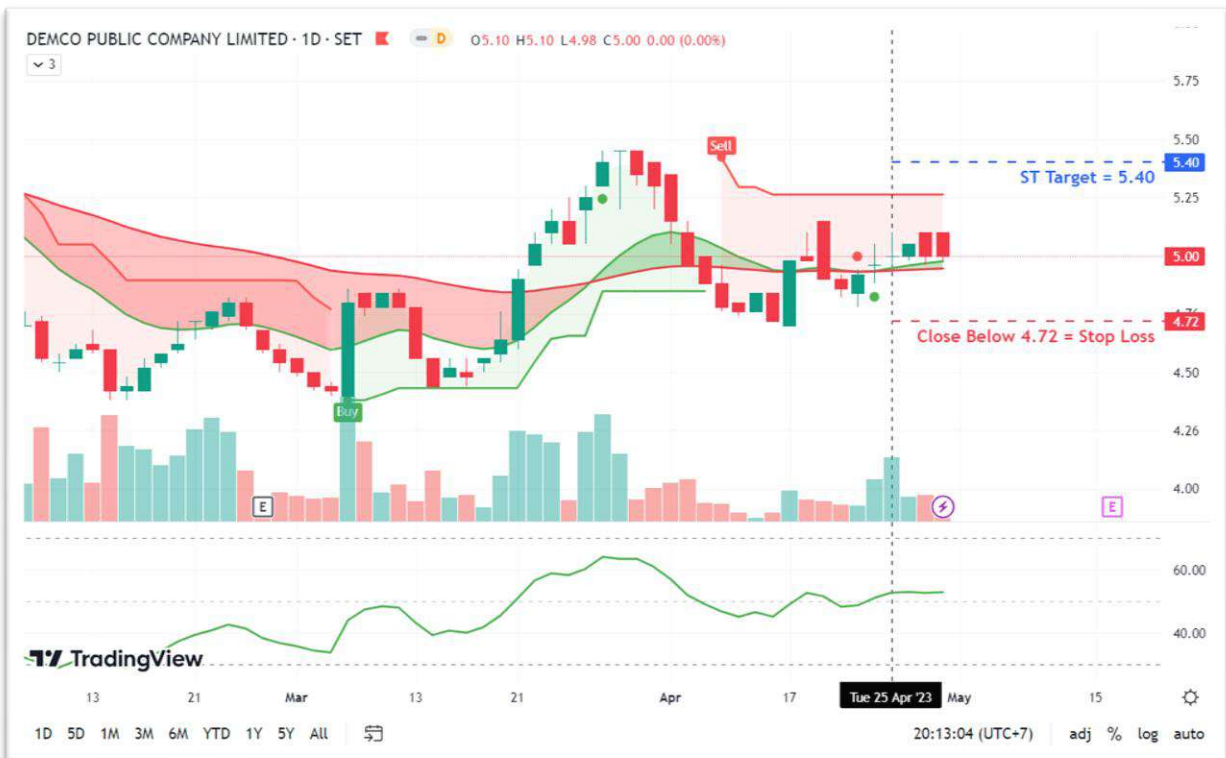 DEMCO PUBLIC COMPANY LIMITED · 1D · SET D O5.10 H5.10 L4.98 C5.00 0.00 (0.00%)
3
5.75
5.50
Sell
5.40
ST Target = 5.40
5.25
5.00
4.72
Close Below 4.72 = Stop Loss
4.50
Buy
4.26
4.00
E
E
60.00
40.00
TradingView
13 21 Mar 13 21 Apr 17 Tue 25 Apr '23 May 15
1D 5D 1M 3M 6M YTD 1Y 5Y All 20:13:04 (UTC+7) adj % log auto